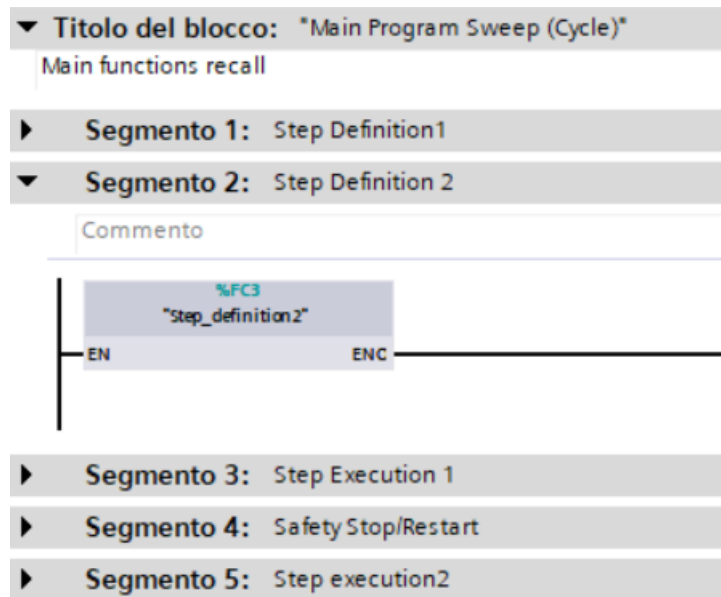 Titolo del blocco: "Main Program Sweep (Cycle)"
Main functions recall
Segmento 1: Step Definition1
Segmento 2: Step Definition 2
Commento
%FC3
"Step_definition2"
EN ENC
Segmento 3: Step Execution 1
Segmento 4: Safety Stop/Restart
Segmento 5: Step execution2